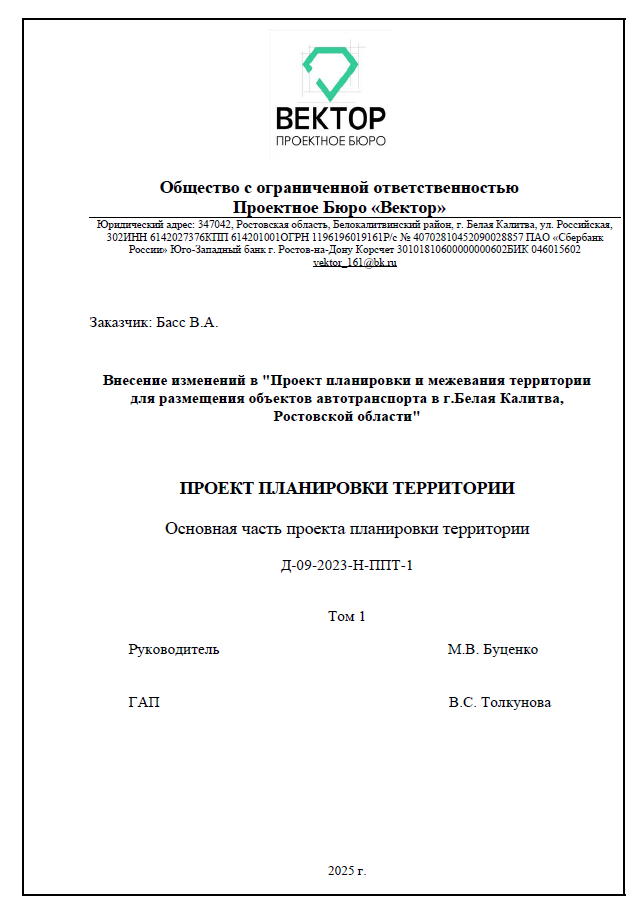 ВЕКТОР
ПРОЕКТНОЕ БЮРО
Общество с ограниченной ответственностью
Проектное Бюро «Вектор»
Юридический адрес: 347042, Ростовская область, Белокалитвинский район, г. Белая Калитва, ул. Российская,
302ИНН 6142027376КПП 614201001ОГРН 1196196019161Р/с № 40702810452090028857 ПАО «Сбербанк
России» Юго-Западный банк г. Ростов-на-Дону Корсчет 30101810600000000602БИК 046015602
vektor_161@bk.ru
Заказчик: Басс В.А.
Внесение изменений в "Проект планировки и межевания территории
для размещения объектов автотранспорта в г.Белая Калитва,
Ростовской области"
ПРОЕКТ ПЛАНИРОВКИ ТЕРРИТОРИИ
Основная часть проекта планировки территории
Д-09-2023-Н-ППТ-1
Том 1
Руководитель М.В. Буценко
ГАП В.С. Толкунова
2025 г.